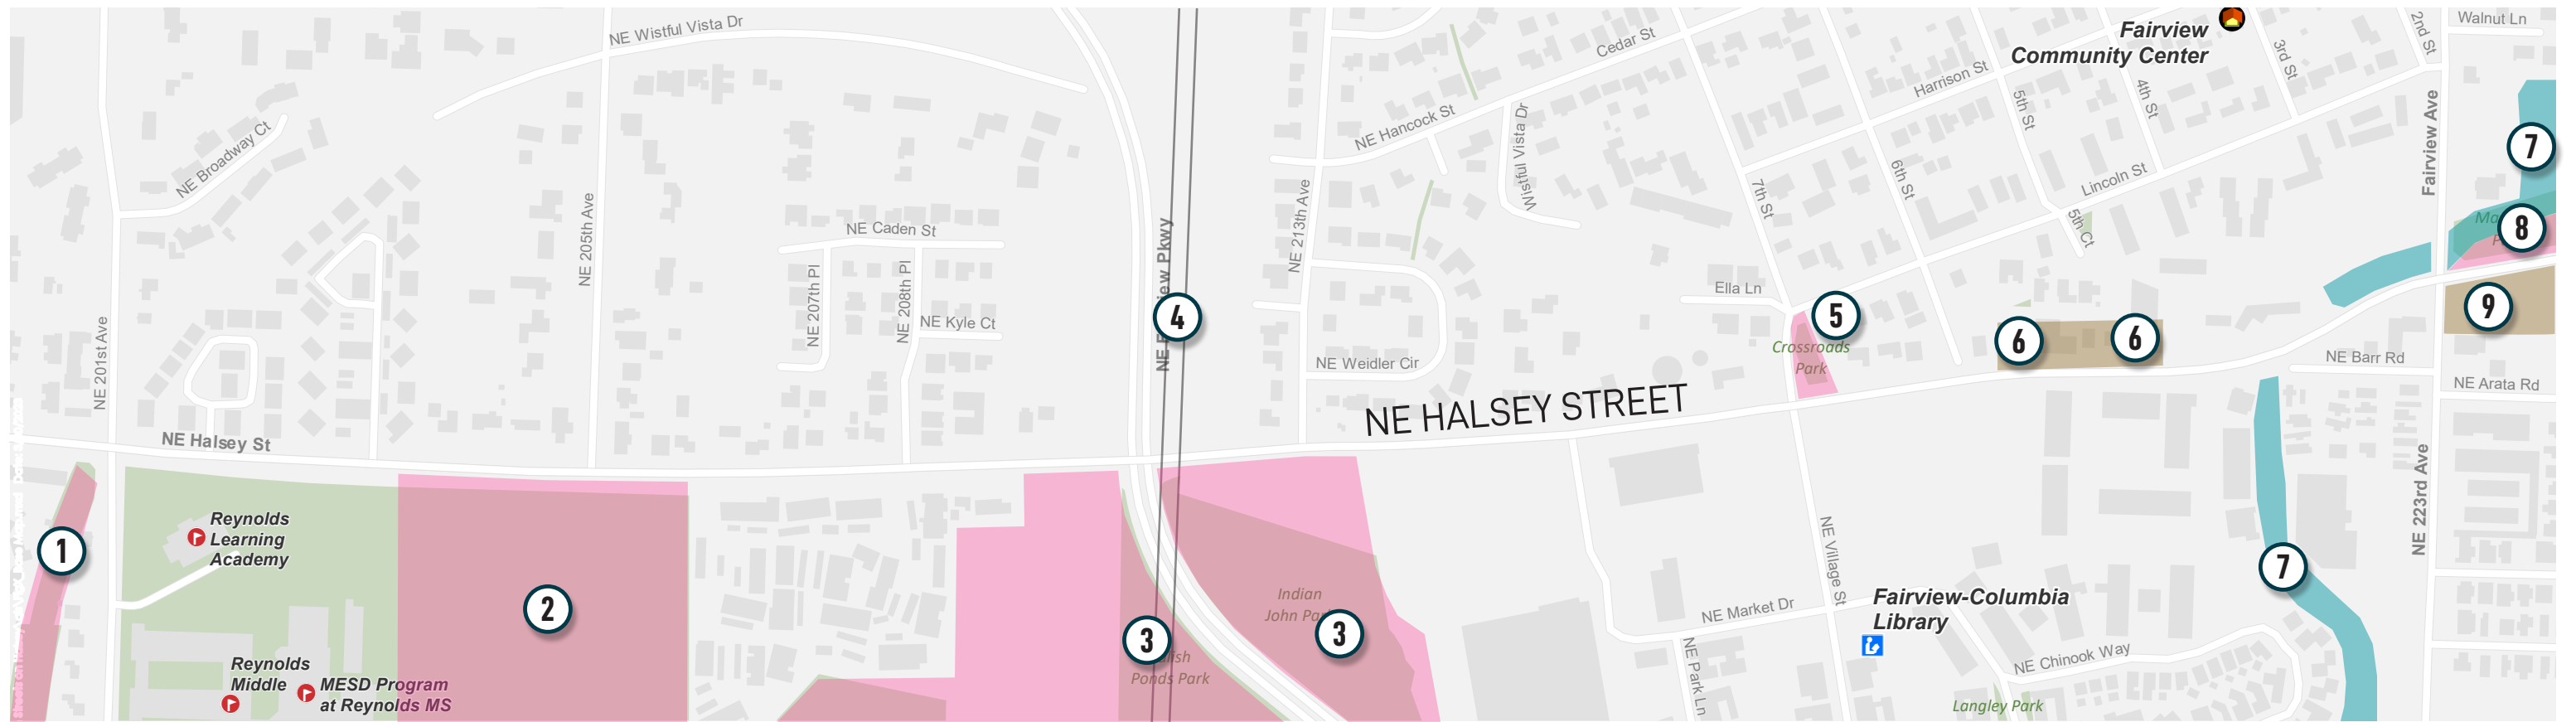 NE Wistful Vista Dr
Cedar St
Fairview
Community Center
3rd St
2nd St
Walnut Ln
NE Broadway Ct
NE Hancock St
Wistful Vista Dr
Harrison St
5th St
4th St
Fairview Ave
7
NE 205th Ave
NE Caden St
NE Fairview Pkwy
NE 213th Ave
7th St
6th St
Lincoln St
5th Ct
8
NE 201st Ave
NE 207th Pl
NE 208th Pl
NE Kyle Ct
4
NE Weidler Cir
Ella Ln
5
Crossroads
Park
6
6
9
NE Barr Rd
NE Arata Rd
NE Halsey St
NE HALSEY STREET
1
Reynolds
Learning
Academy
2
Reynolds
Middle
MESD Program
at Reynolds MS
3
Ponds Park
Indian
John
3
NE Village St
NE Market Dr
NE Park Ln
Fairview-Columbia
Library
NE Chinook Way
Langley Park
7
NE 223rd Ave